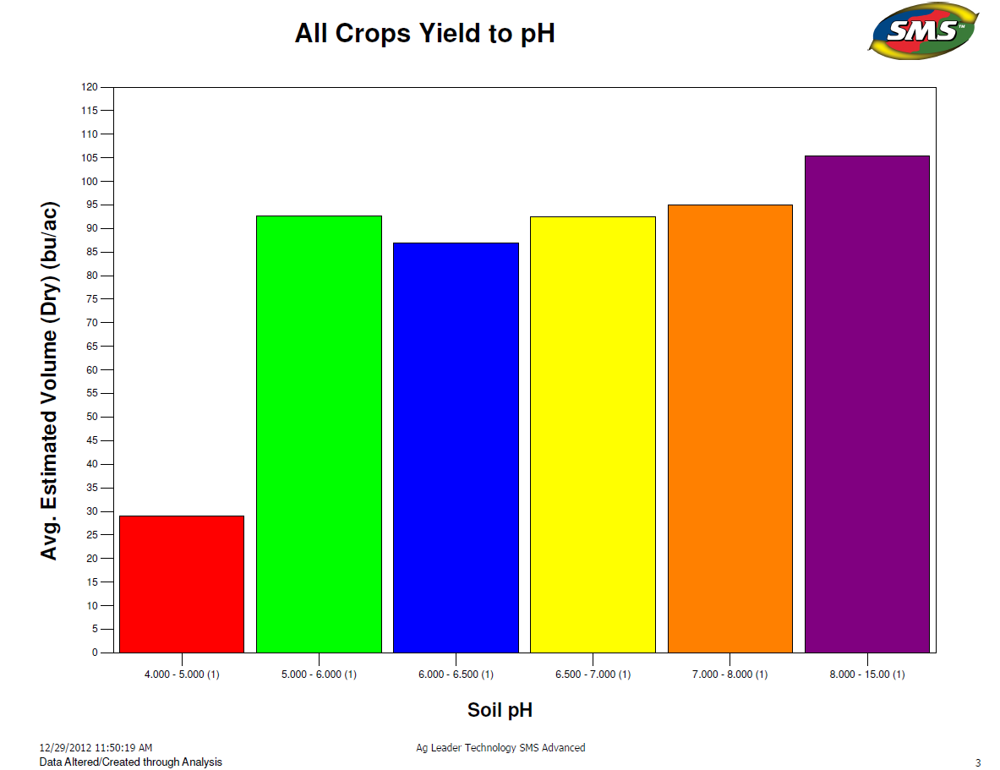 All Crops Yield to pH
SMS™
Avg. Estimated Volume (Dry) (bu/ac)
120
115
110
105
100
95
90
85
80
75
70
65
60
55
50
45
40
35
30
25
20
15
10
5
0
4.000 - 5.000 (1)
5.000 - 6.000 (1)
6.000 - 6.500 (1)
6.500 - 7.000 (1)
7.000 - 8.000 (1)
8.000 - 15.00 (1)
Soil pH
12/29/2012 11:50:19 AM
Ag Leader Technology SMS Advanced
Data Altered/Created through Analysis
3